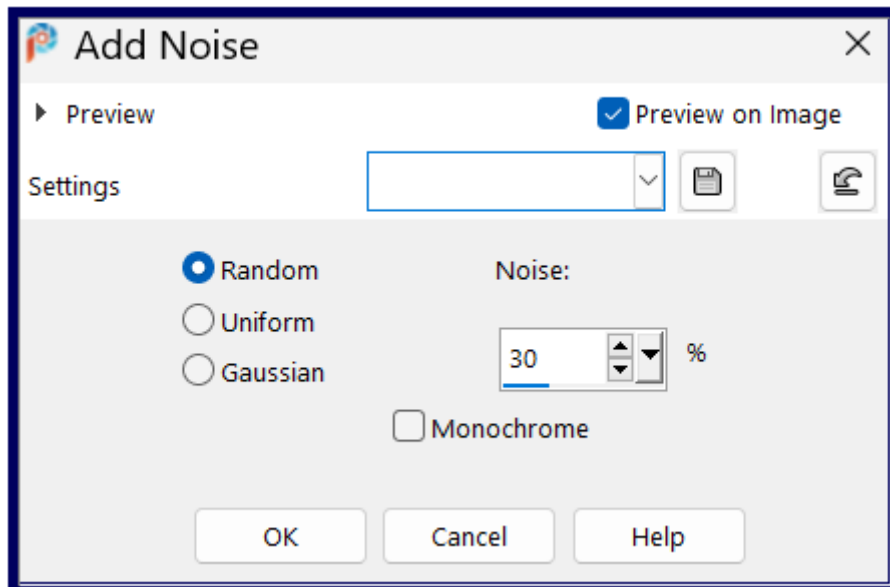 Add Noise
Preview
Preview on Image
Settings
Random
Noise:
Uniform
30
%
Gaussian
Monochrome
OK
Cancel
Help